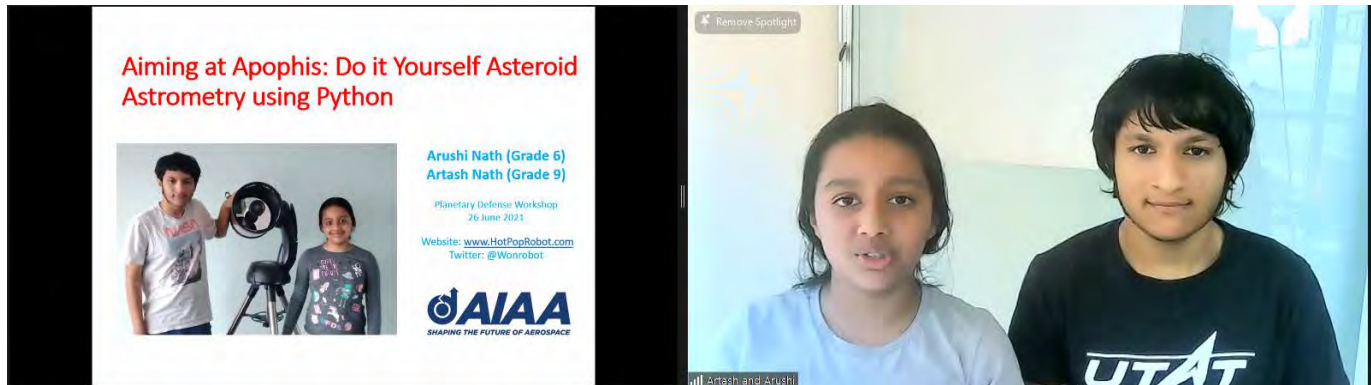 Aiming at Apophis: Do it Yourself Asteroid
Astrometry using Python
Arushi Nath (Grade 6)
Artash Nath (Grade 9)
Planetary Defense Workshop
26 June 2021
Website: www.HotPopRobot.com
Twitter: @Wonrobot
AIAA
SHAPING THE FUTURE OF AEROSPACE
Remove Spotlight
UTAT
Artash and Arushi